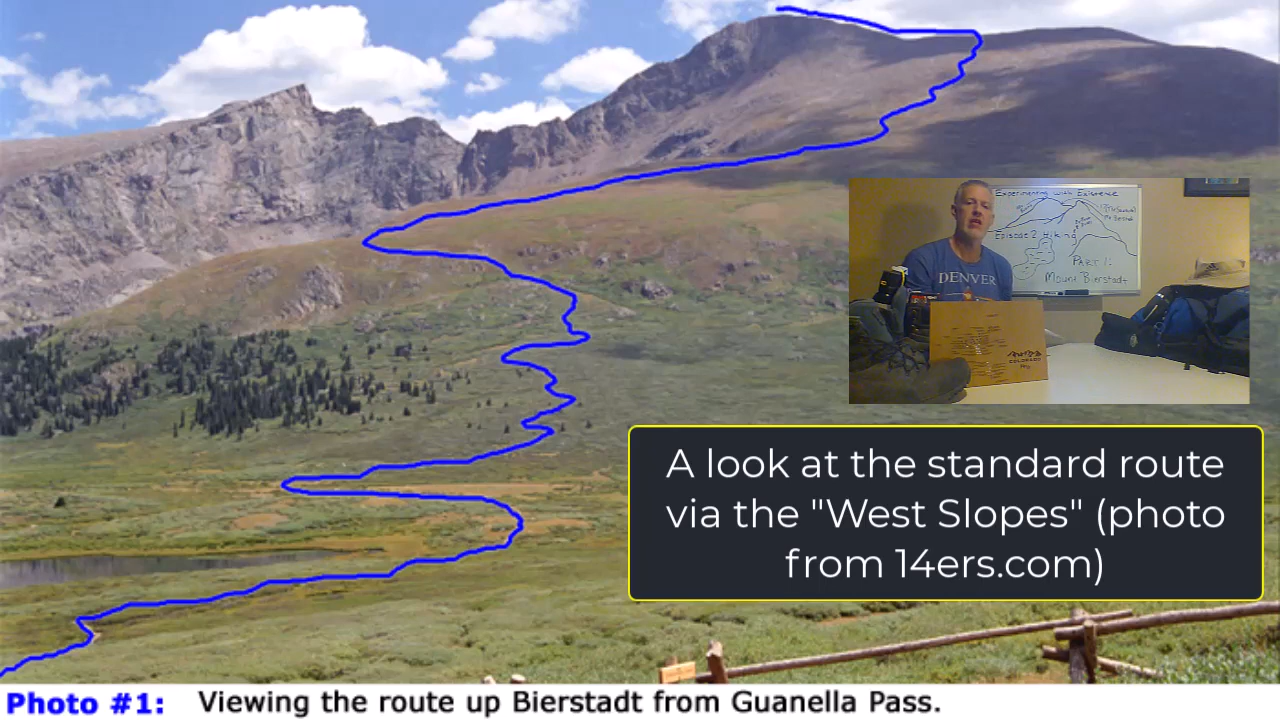 Experimenting with Existence
Episode 2 Hiking
PART 1:
Mount Bierstadt
DENVER
COLORADO
A look at the standard route
via the "West Slopes" (photo
from 14ers.com)
Photo #1: Viewing the route up Bierstadt from Guanella Pass.